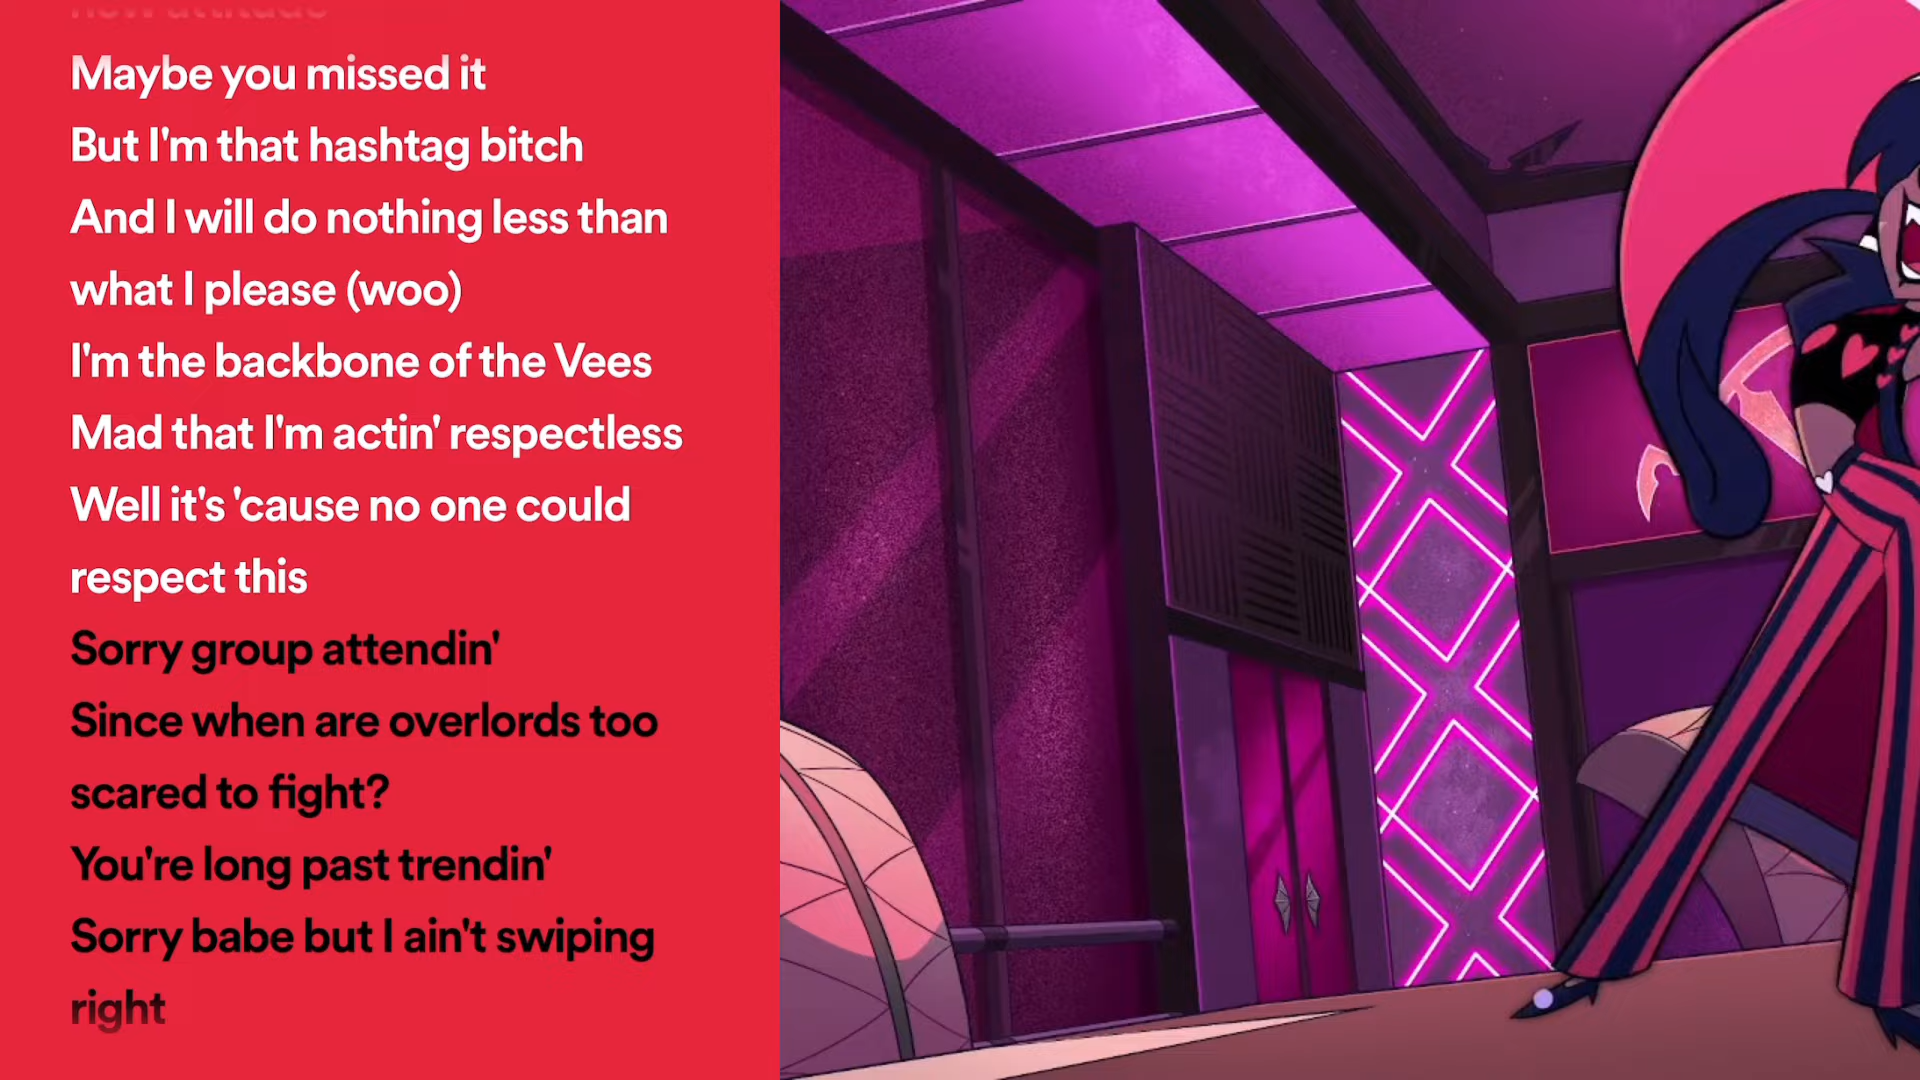 Maybe you missed it
But I'm that hashtag bitch
And I will do nothing less than
what I please (woo)
I'm the backbone of the Vees
Mad that I'm actin' respectless
Well it's 'cause no one could
respect this
Sorry group attendin'
Since when are overlords too
scared to fight?
You're long past trendin'
Sorry babe but I ain't swiping
right